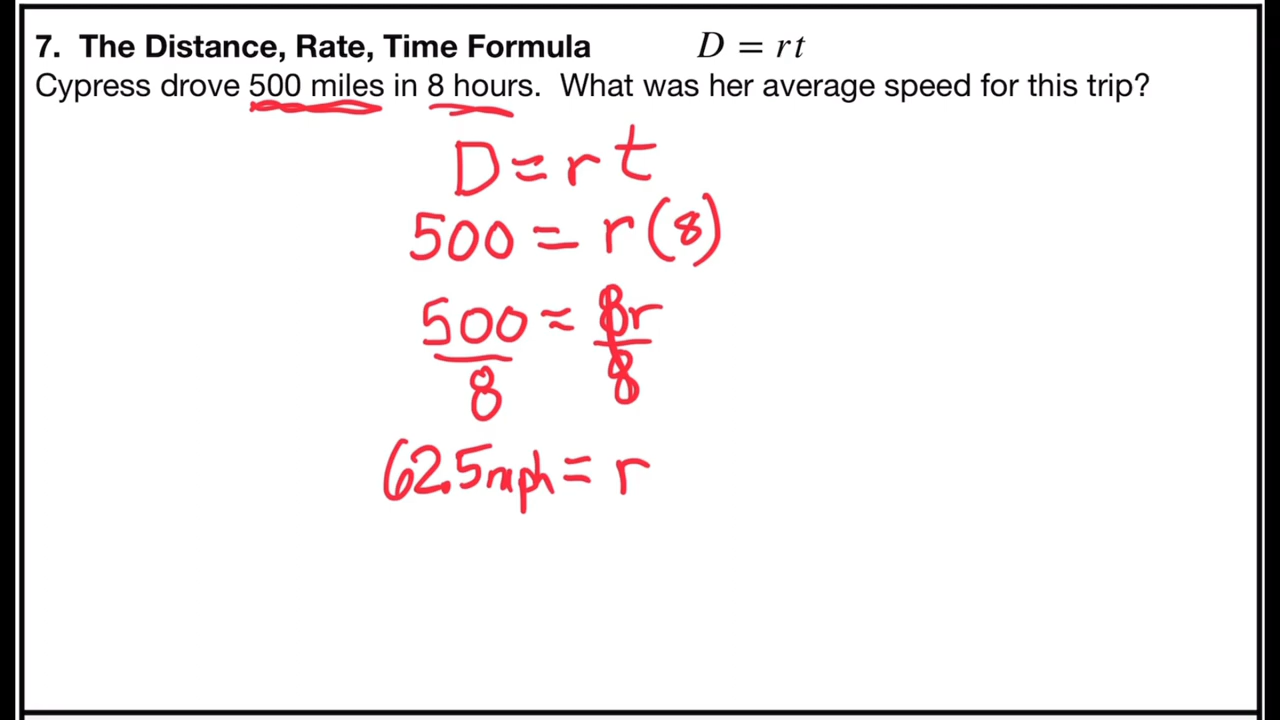 7. The Distance, Rate, Time Formula D = rt
Cypress drove 500 miles in 8 hours. What was her average speed for this trip?
D = r t
500 = r (8)
500 = 8r
8 8
62.5mph = r